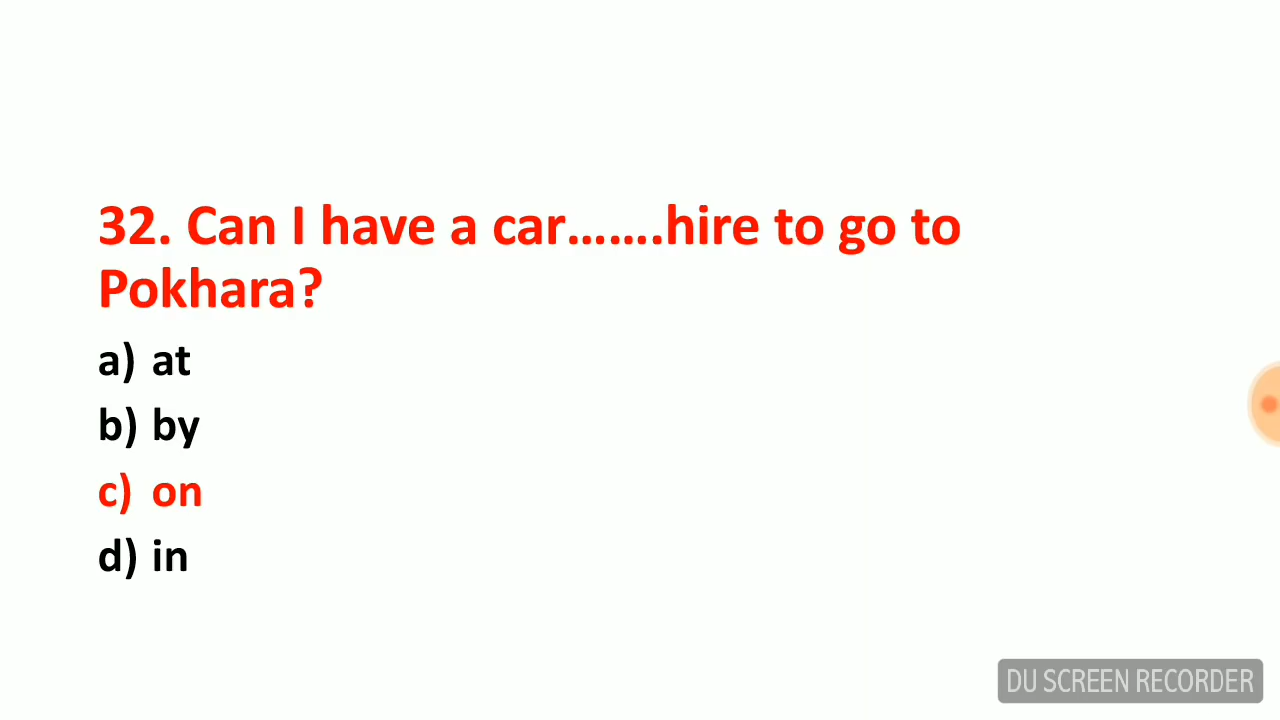 32. Can I have a car…….hire to go to
Pokhara?
a) at
b) by
c) on
d) in
DU SCREEN RECORDER